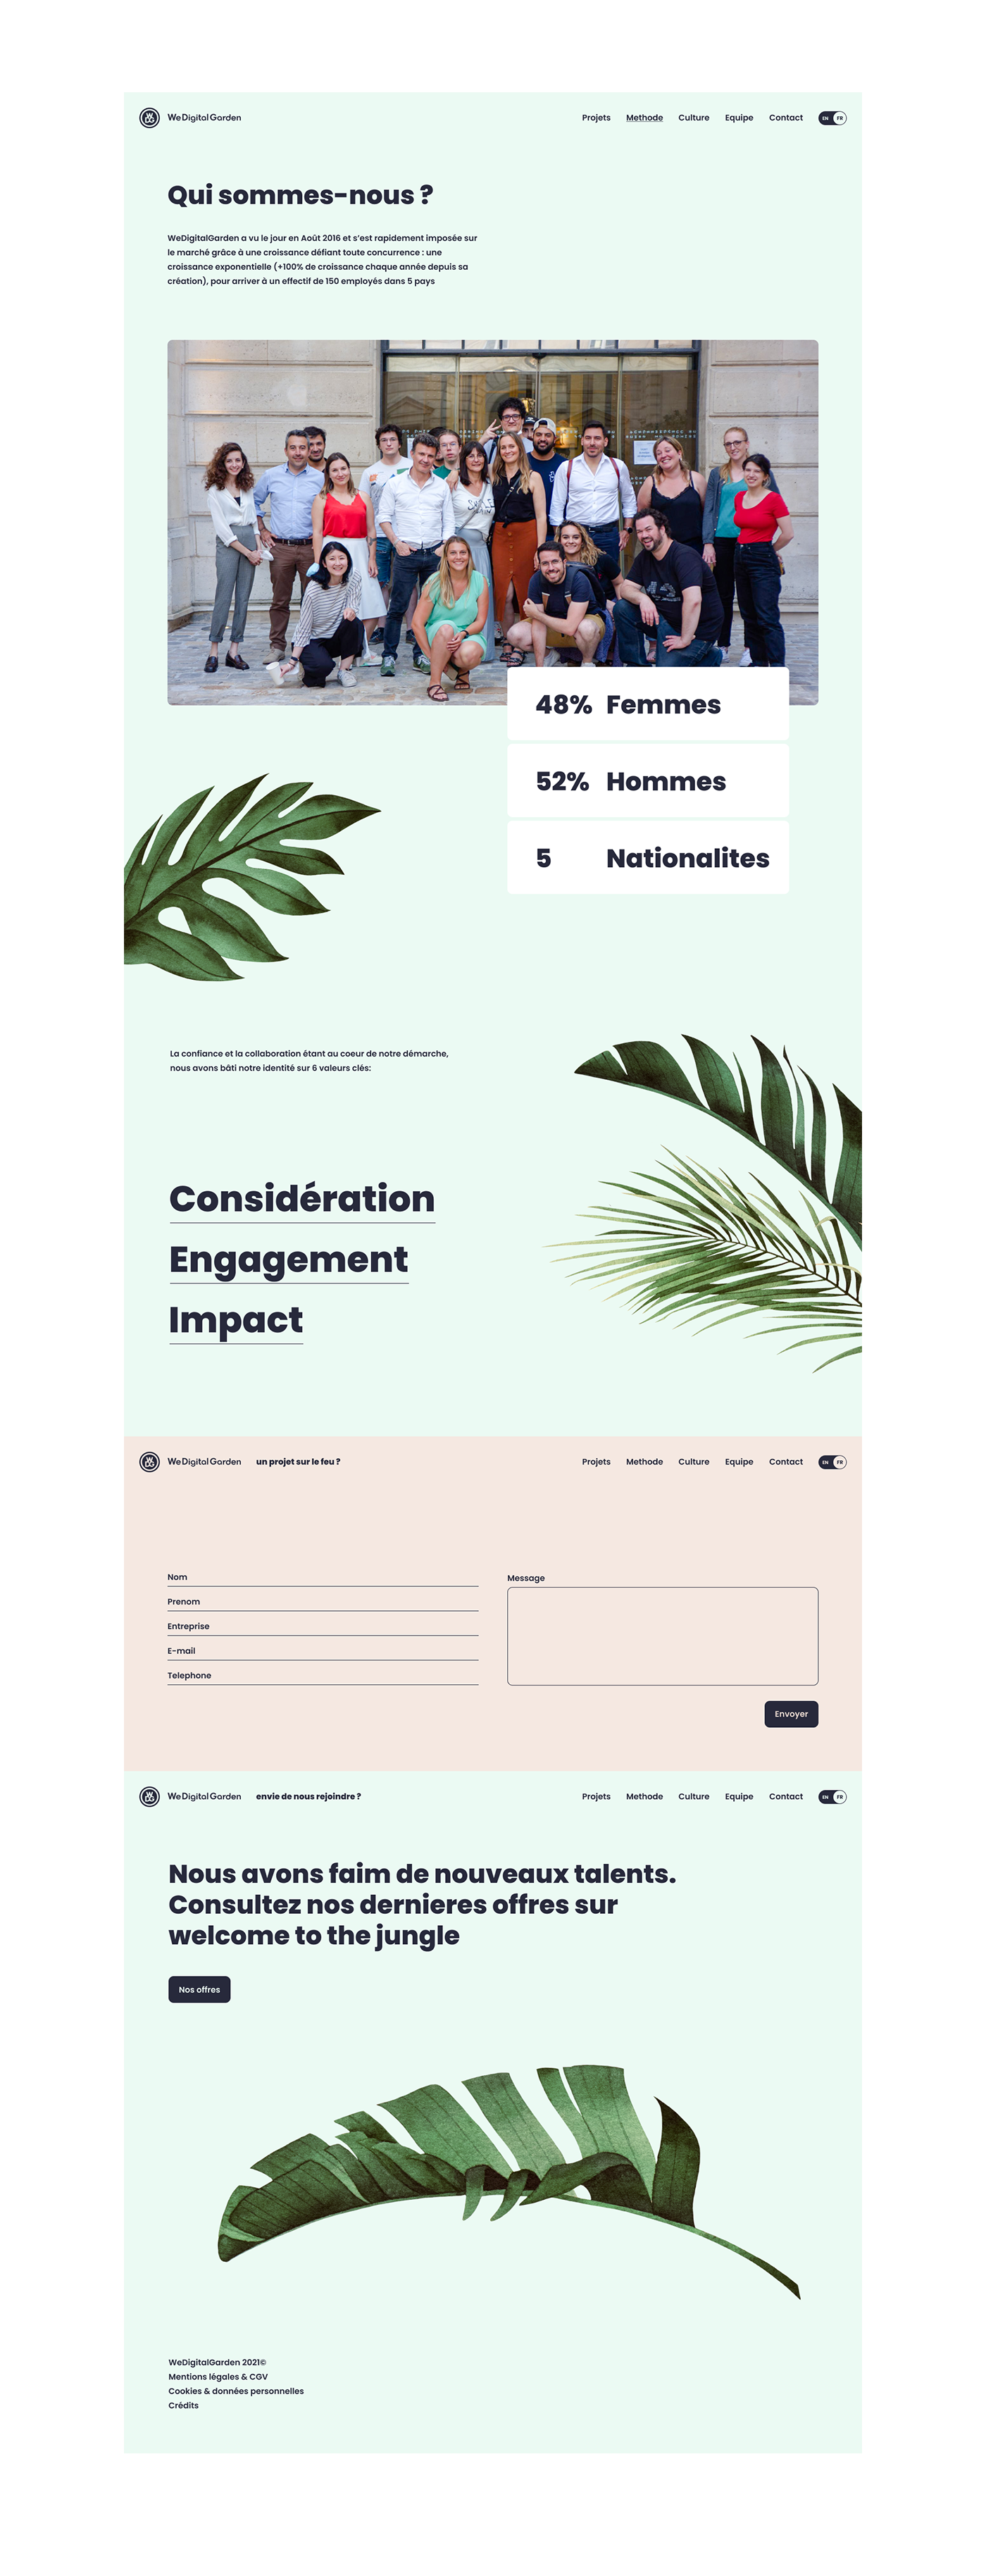 WeDigitalGarden
Projets Methode Culture Equipe Contact EN FR
Qui sommes-nous ?
WeDigitalGarden a vu le jour en Août 2016 et s’est rapidement imposée sur
le marché grâce à une croissance défiant toute concurrence : une
croissance exponentielle (+100% de croissance chaque année depuis sa
création), pour arriver à un effectif de 150 employés dans 5 pays
48% Femmes
52% Hommes
5 Nationalites
La confiance et la collaboration étant au coeur de notre démarche,
nous avons bâti notre identité sur 6 valeurs clés:
Considération
Engagement
Impact
WeDigitalGarden un projet sur le feu ?
Projets Methode Culture Equipe Contact EN FR
Nom
Prenom
Entreprise
E-mail
Telephone
Message
Envoyer
WeDigitalGarden envie de nous rejoindre ?
Projets Methode Culture Equipe Contact EN FR
Nous avons faim de nouveaux talents.
Consultez nos dernieres offres sur
welcome to the jungle
Nos offres
WeDigitalGarden 2021©
Mentions légales & CGV
Cookies & données personnelles
Crédits